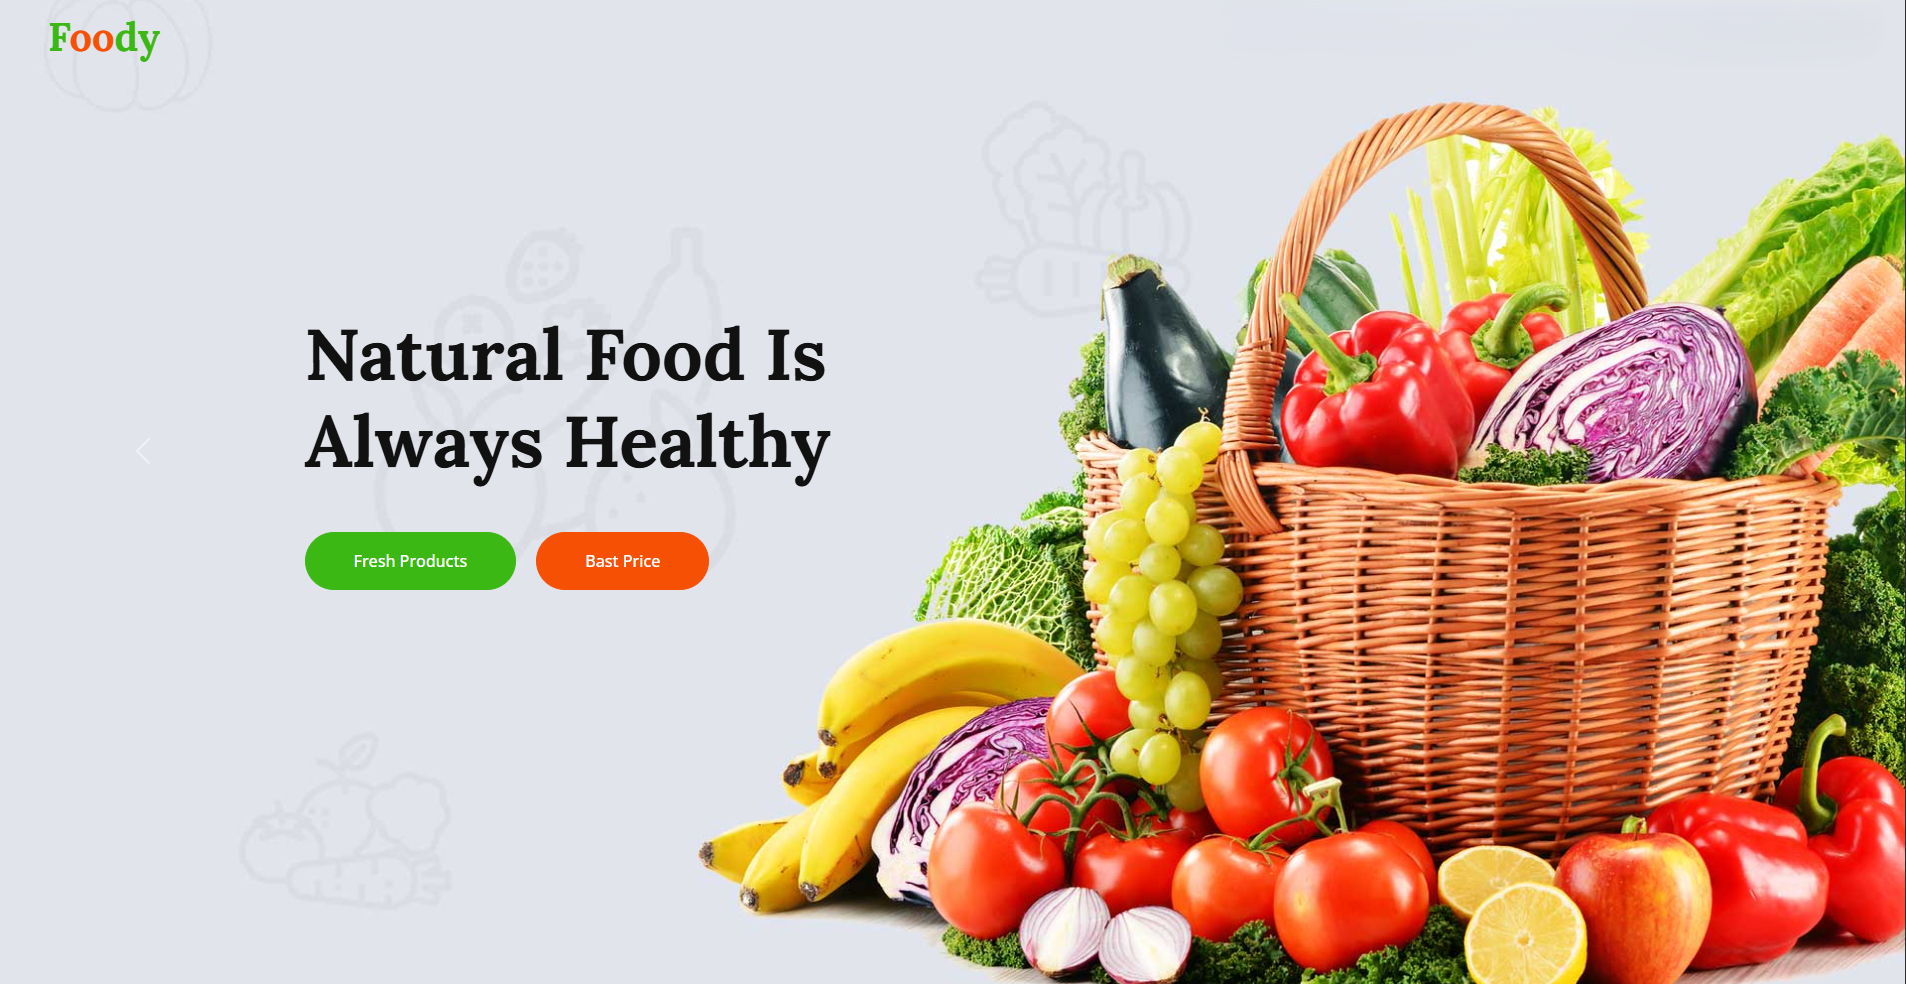 Foody
Natural Food Is
Always Healthy
Fresh Products
Bast Price